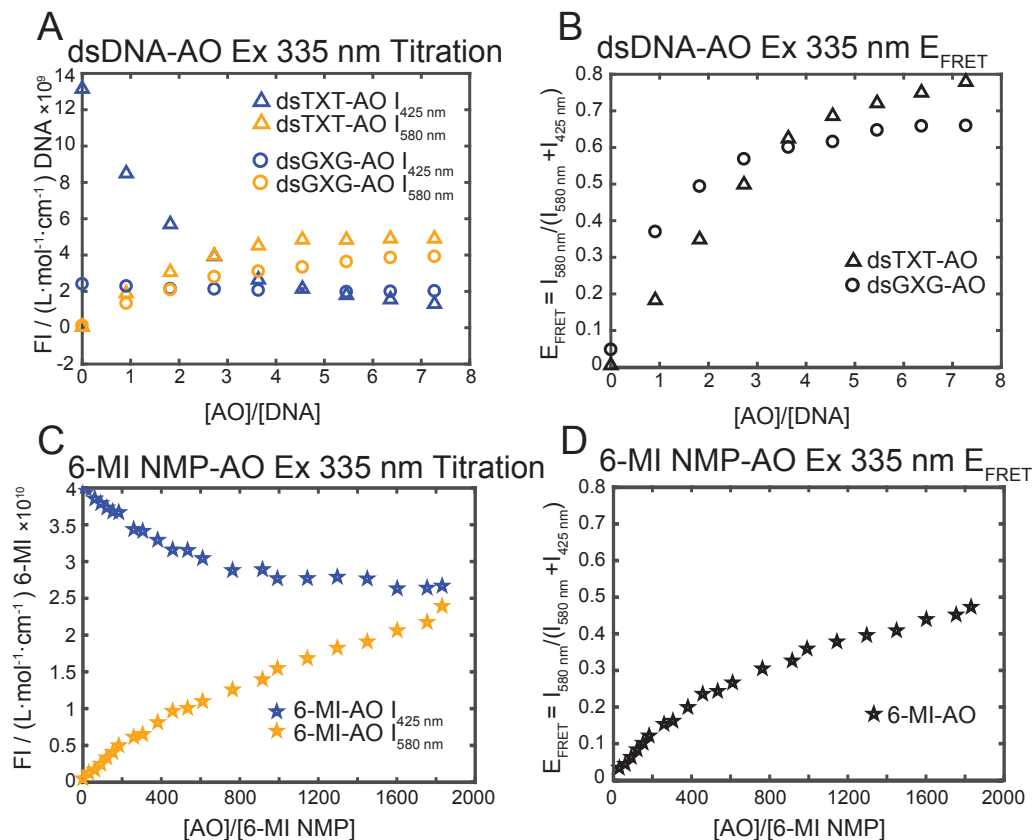 A
dsDNA-AO Ex 335 nm Titration
FI / (L·mol⁻¹·cm⁻¹) DNA ×10⁹
14
12
10
8
6
4
2
0
-2
dsTXT-AO I425 nm
dsTXT-AO I580 nm
dsGXG-AO I425 nm
dsGXG-AO I580 nm
0 1 2 3 4 5 6 7 8
[AO]/[DNA]
B
dsDNA-AO Ex 335 nm EFRET
EFRET = I580 nm/(I580 nm +I425 nm)
0.8
0.7
0.6
0.5
0.4
0.3
0.2
0.1
0
dsTXT-AO
dsGXG-AO
0 1 2 3 4 5 6 7 8
[AO]/[DNA]
C
6-MI NMP-AO Ex 335 nm Titration
FI / (L·mol⁻¹·cm⁻¹) 6-MI ×10¹⁰
4
3.5
3
2.5
2
1.5
1
0.5
0
6-MI-AO I425 nm
6-MI-AO I580 nm
0 400 800 1200 1600 2000
[AO]/[6-MI NMP]
D
6-MI NMP-AO Ex 335 nm EFRET
EFRET = I580 nm/(I580 nm +I425 nm)
0.8
0.7
0.6
0.5
0.4
0.3
0.2
0.1
0
6-MI-AO
0 400 800 1200 1600 2000
[AO]/[6-MI NMP]